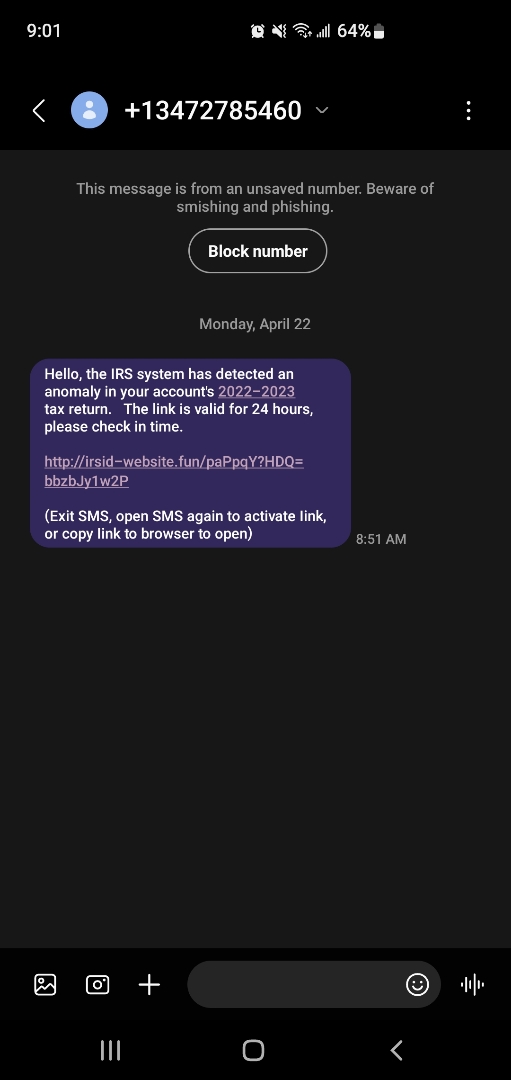 9:01
64%
+13472785460
This message is from an unsaved number. Beware of
smishing and phishing.
Block number
Monday, April 22
Hello, the IRS system has detected an
anomaly in your account's 2022–2023
tax return.   The link is valid for 24 hours,
please check in time.
http://irsid–website.fun/paPpqY?HDQ=
bbzbJy1w2P
(Exit SMS, open SMS again to activate link,
or copy link to browser to open)
8:51 AM